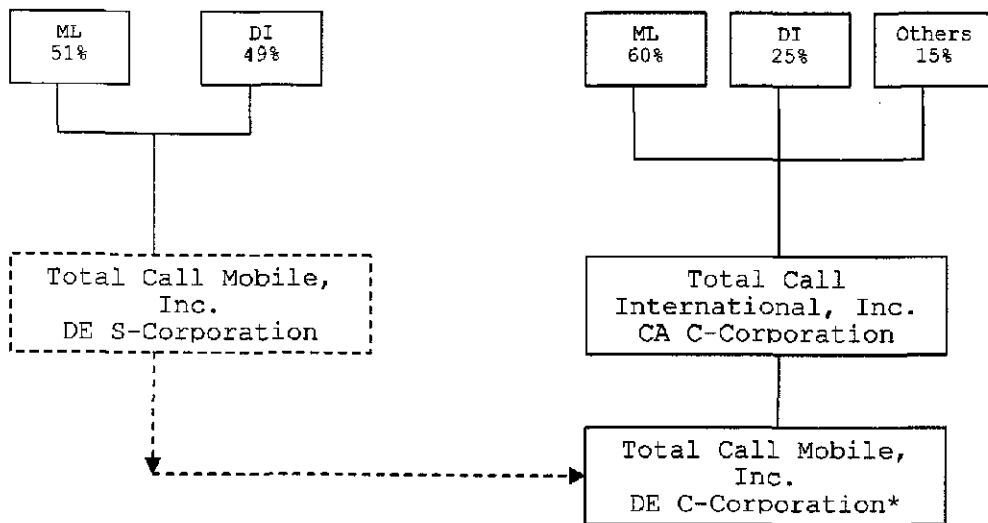 ML
51%
DI
49%
ML
60%
DI
25%
Others
15%
Total Call Mobile,
Inc.
DE S-Corporation
Total Call
International, Inc.
CA C-Corporation
Total Call Mobile,
Inc.
DE C-Corporation*